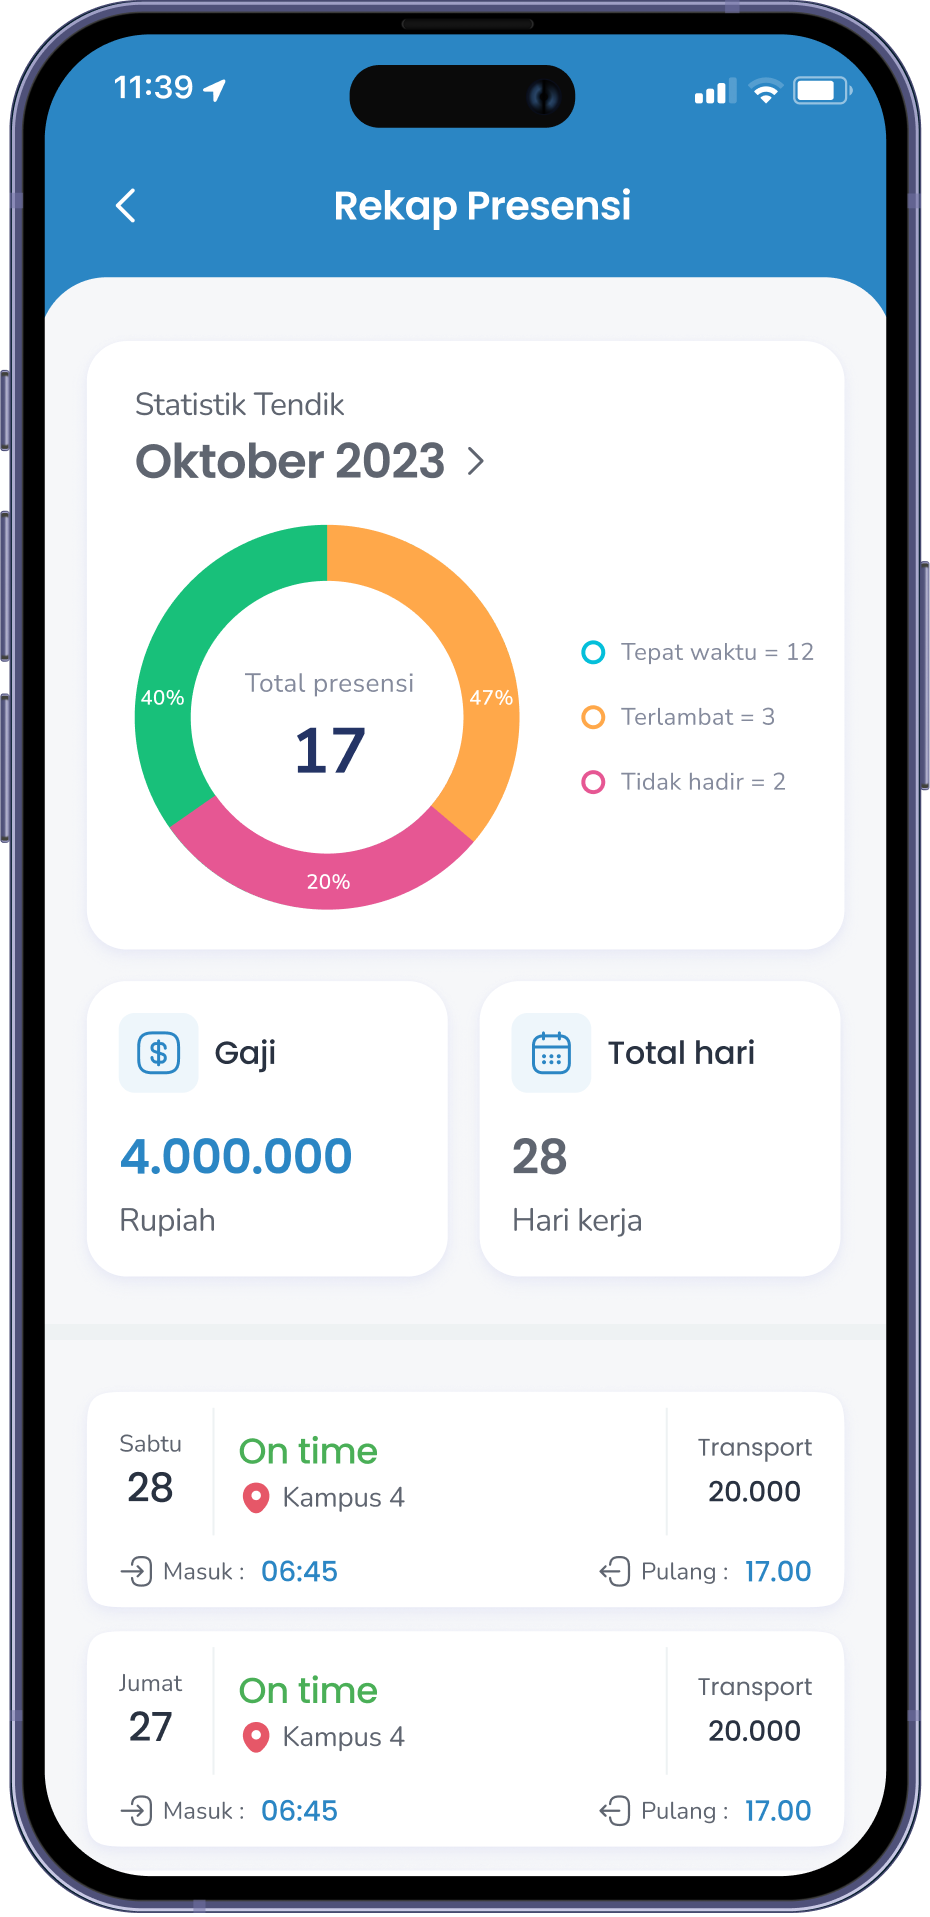 11:39
Rekap Presensi
Statistik Tendik
Oktober 2023
Tepat waktu = 12
Total presensi
40%
47%
Terlambat = 3
17
Tidak hadir = 2
20%
Gaji
4.000.000
Rupiah
Total hari
28
Hari kerja
Sabtu
28
On time
Kampus 4
Transport
20.000
Masuk : 06:45
Pulang : 17.00
Jumat
27
On time
Kampus 4
Transport
20.000
Masuk : 06:45
Pulang : 17.00